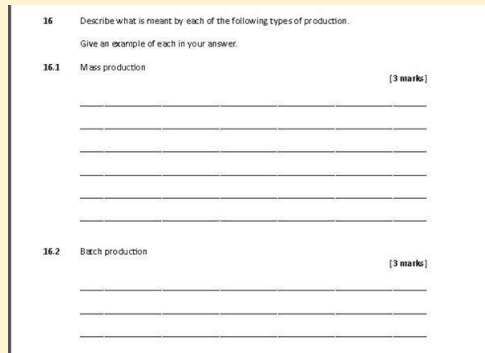 16 Describe what is meant by each of the following types of production.
Give an example of each in your answer.
16.1 Mass production
[3 marks]
16.2 Batch production
[3 marks]